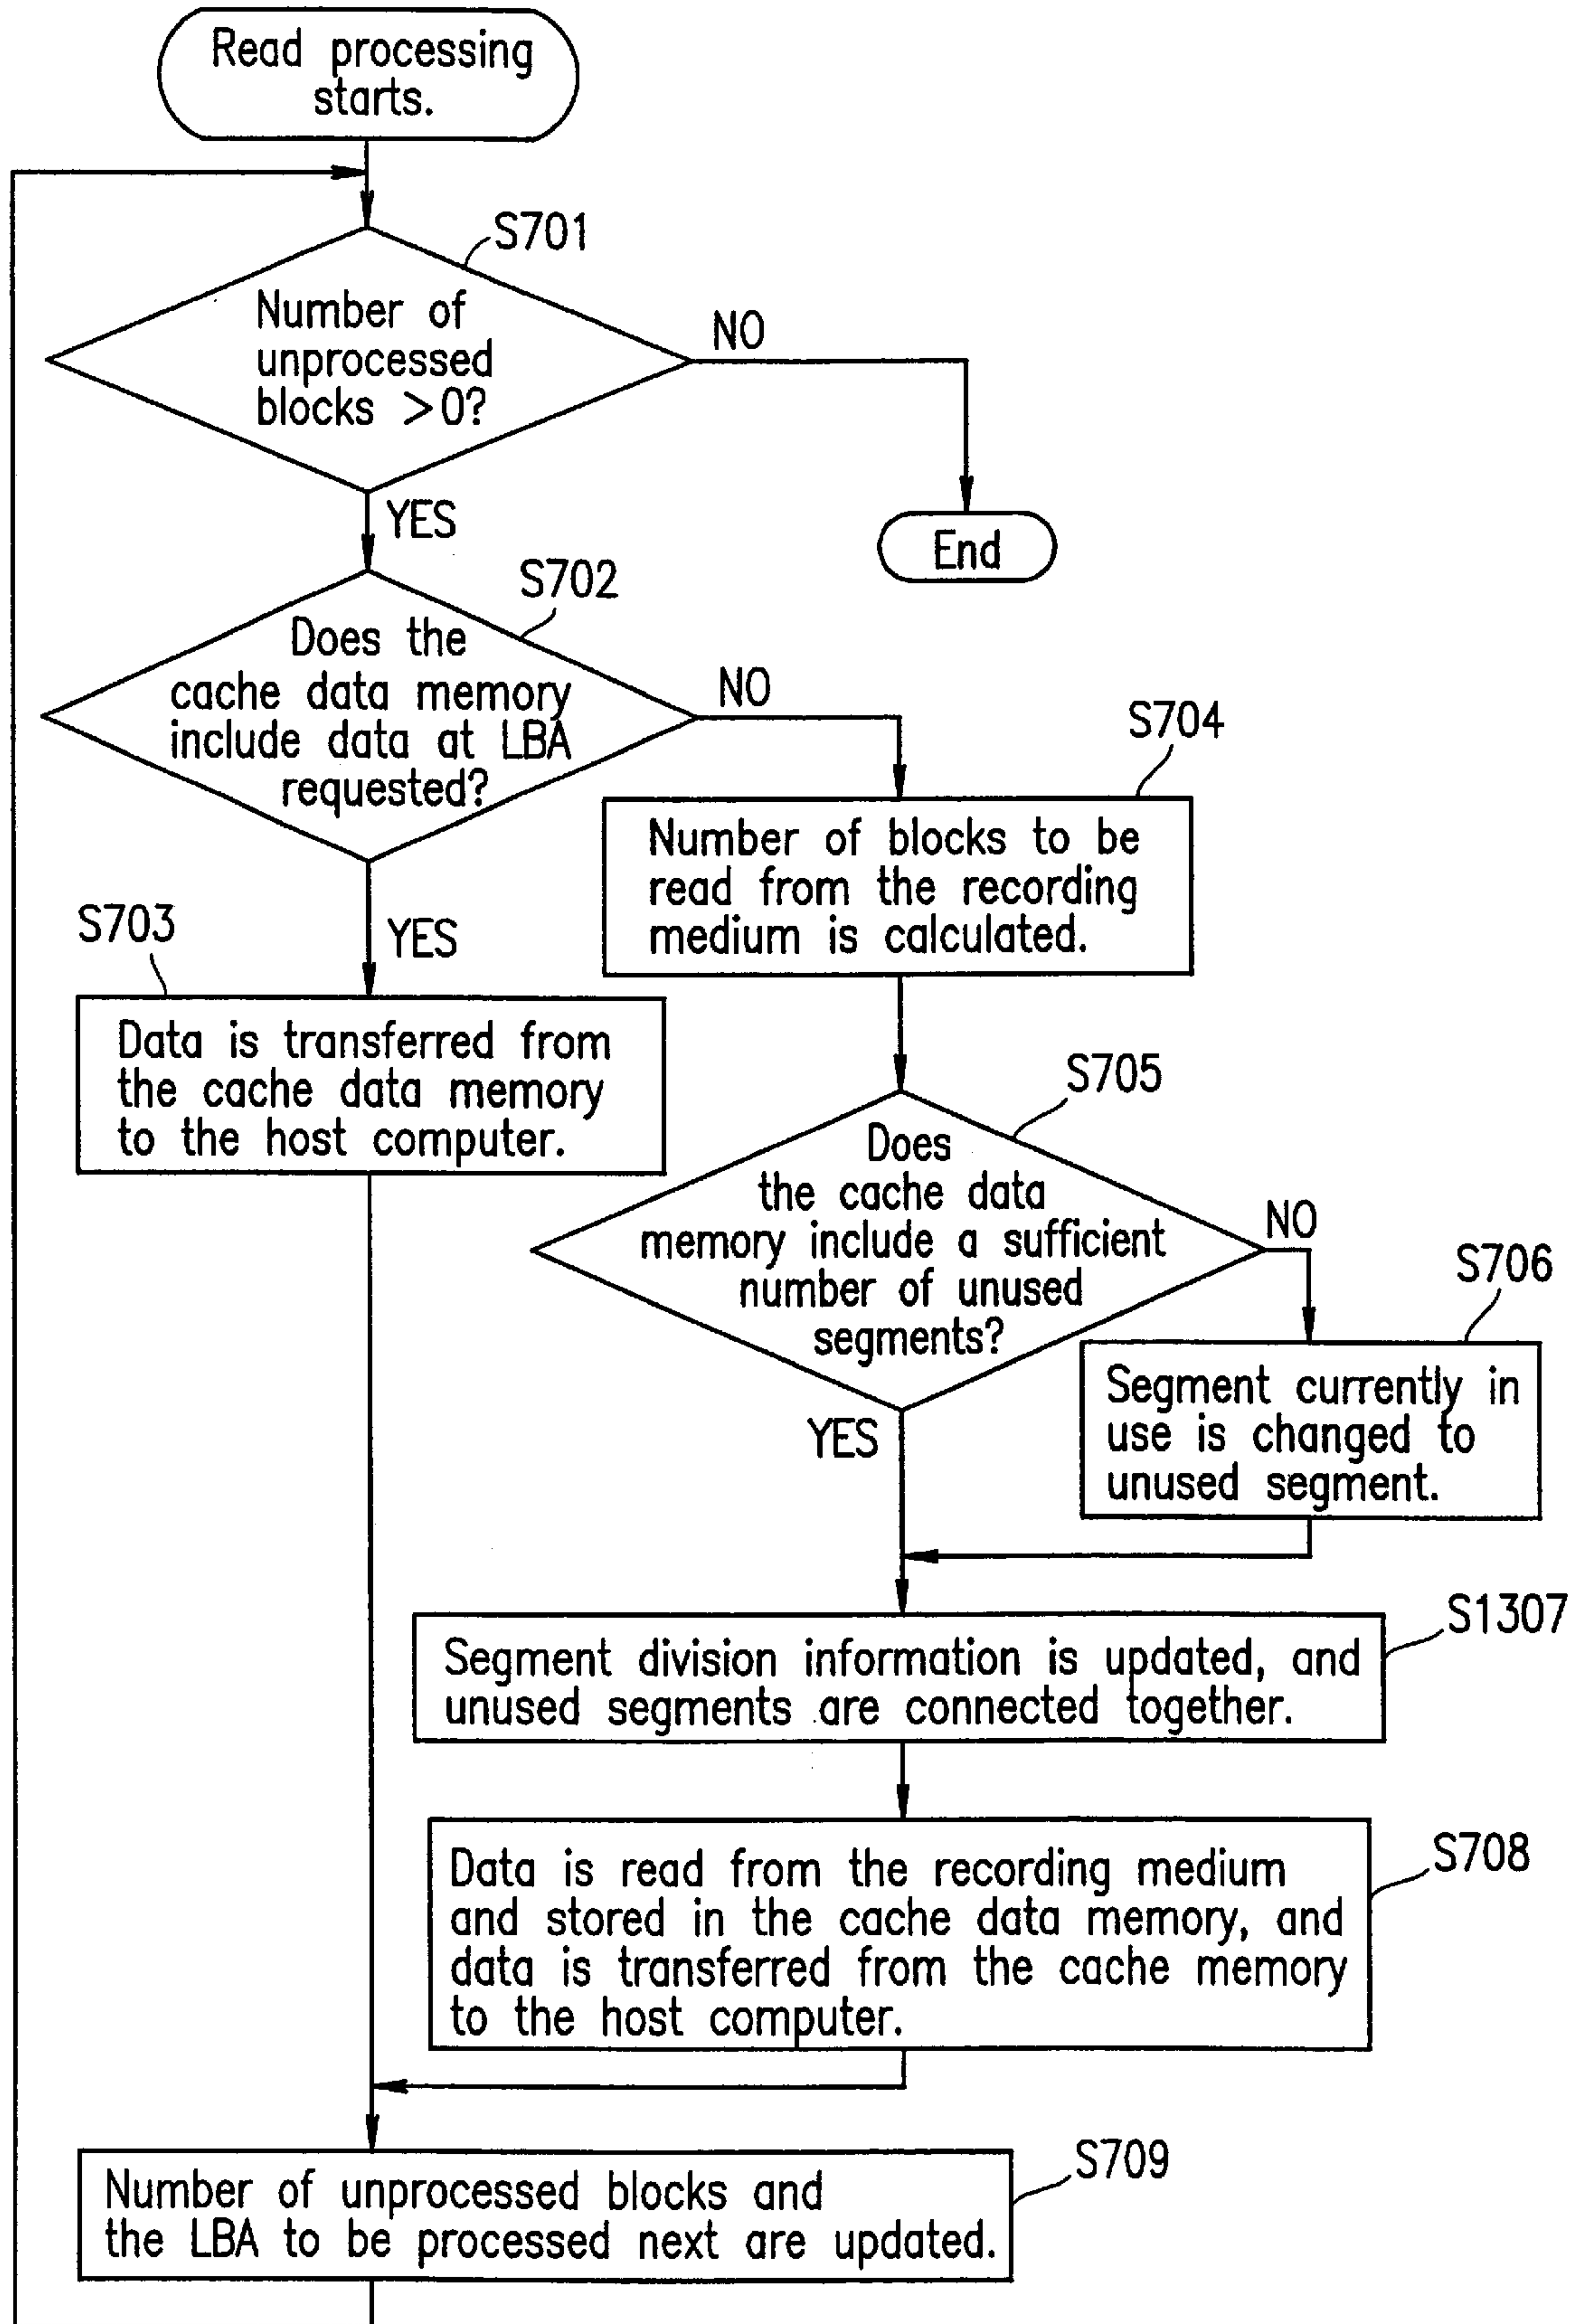 Read processing
starts.
S701
Number of
unprocessed
blocks >0?
NO
YES
End
S702
Does the
cache data memory
include data at LBA
requested?
NO
YES
S704
Number of blocks to be
read from the recording
medium is calculated.
S703
Data is transferred from
the cache data memory
to the host computer.
S705
Does
the cache data
memory include a sufficient
number of unused
segments?
NO
YES
S706
Segment currently in
use is changed to
unused segment.
S1307
Segment division information is updated, and
unused segments are connected together.
S708
Data is read from the recording medium
and stored in the cache data memory, and
data is transferred from the cache memory
to the host computer.
S709
Number of unprocessed blocks and
the LBA to be processed next are updated.